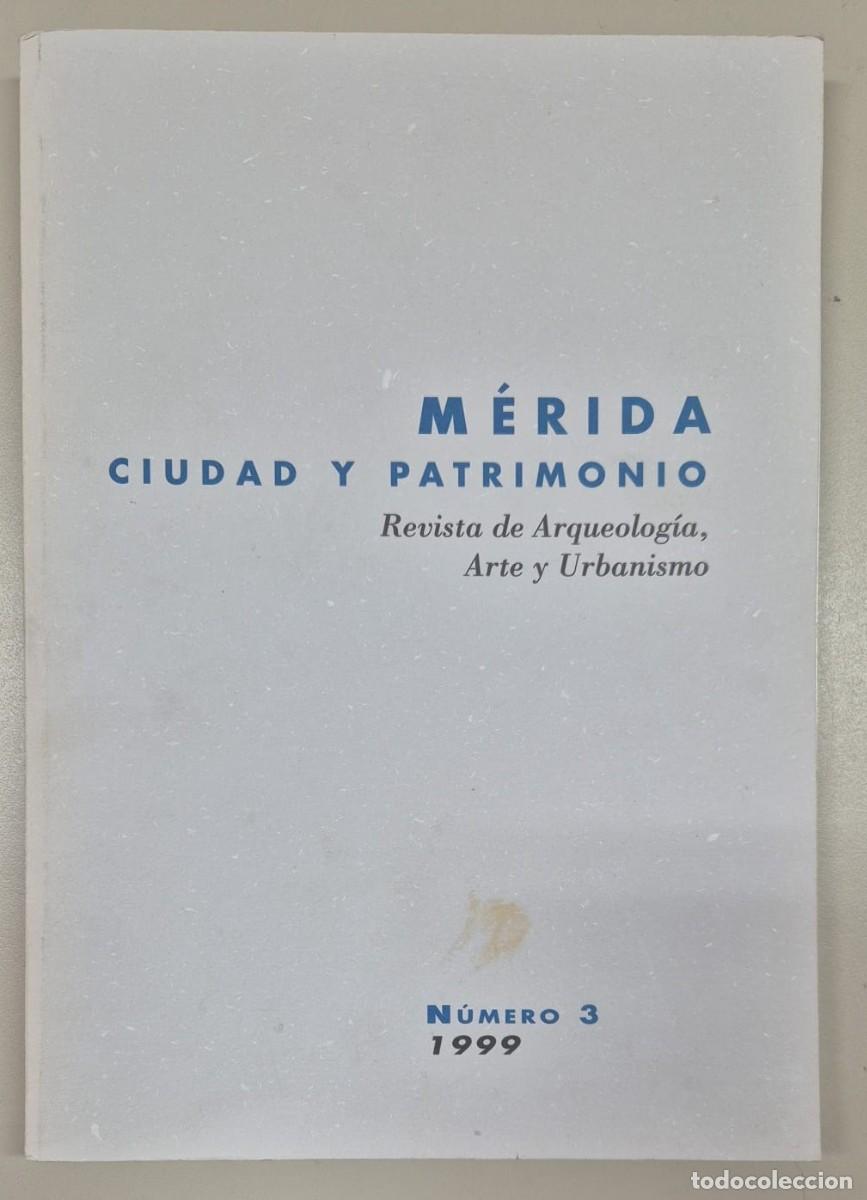 MÉRIDA
CIUDAD Y PATRIMONIO
Revista de Arqueología,
Arte y Urbanismo
NÚMERO 3
1999
todocoleccion